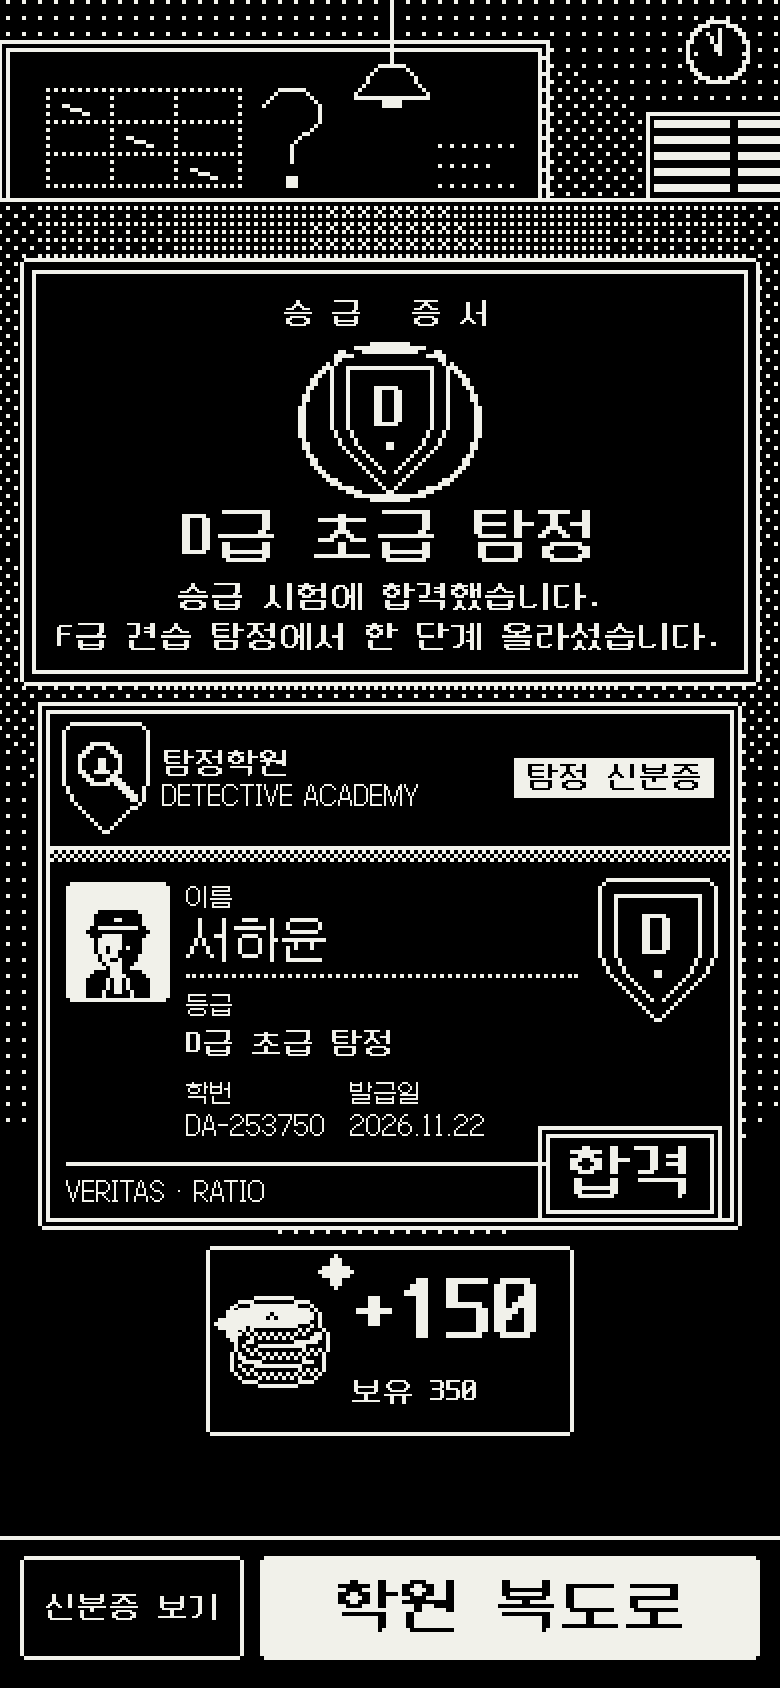 ?
승급 증서
D
D급 초급 탐정
승급 시험에 합격했습니다.
F급 견습 탐정에서 한 단계 올라섰습니다.
탐정학원
DETECTIVE ACADEMY
탐정 신분증
이름
서하윤
D
등급
D급 초급 탐정
학번 발급일
DA-253750 2026.11.22
합격
VERITAS · RATIO
+150
보유 350
신분증 보기
학원 복도로